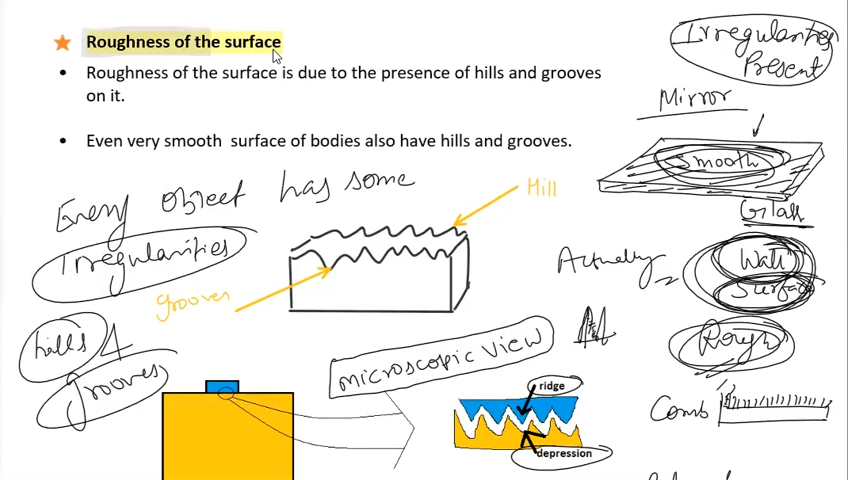 Roughness of the surface
Roughness of the surface is due to the presence of hills and grooves
on it.
Even very smooth surface of bodies also have hills and grooves.
Irregularities
Present
Mirror
Smooth
Glass
Every object has some
Irregularities
Hill
grooves
Actually
Wall
Surface
Rough
hills &
grooves
microscopic view
ridge
depression
Comb